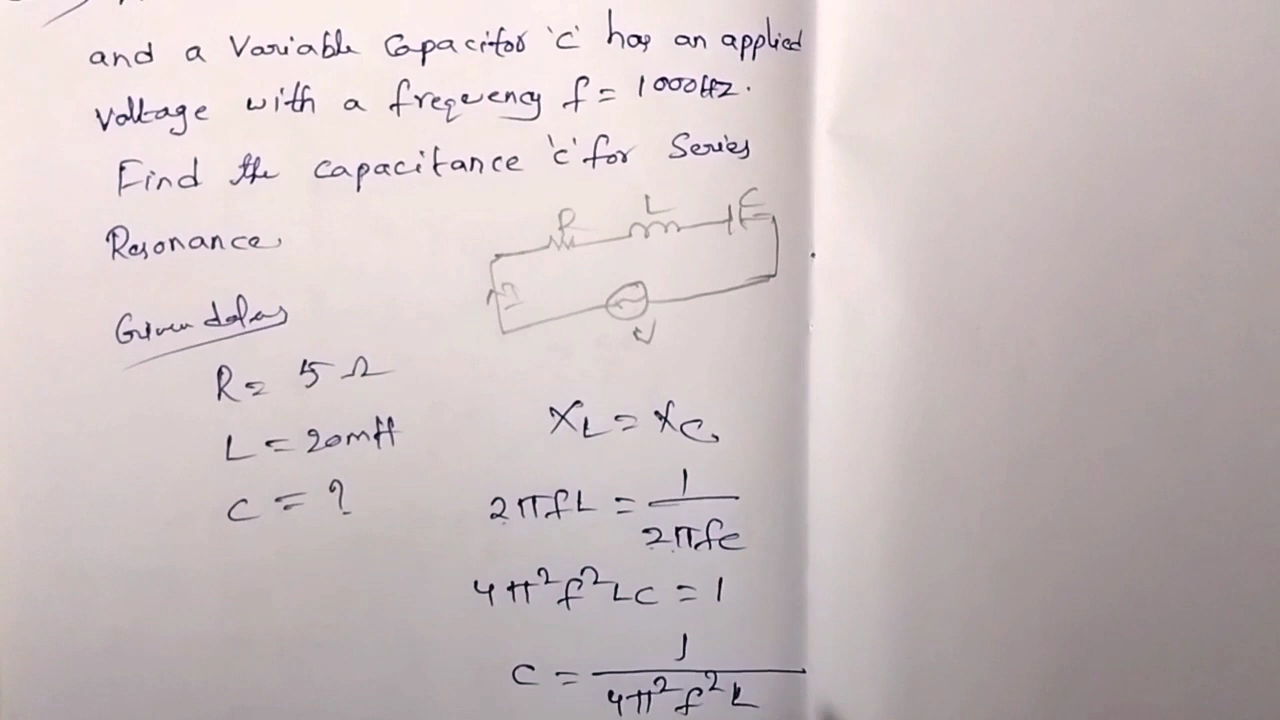 and a Variable Capacitor 'C' has an applied
Voltage with a frequency f = 1000HZ.
Find the capacitance 'c' for Series
Resonance.
R L C
V
Given data
R = 5 Ω
L = 20mH
C = ?
XL = XC
2πfL = 1/2πfc
4π²f²LC = 1
C = 1/4π²f²L